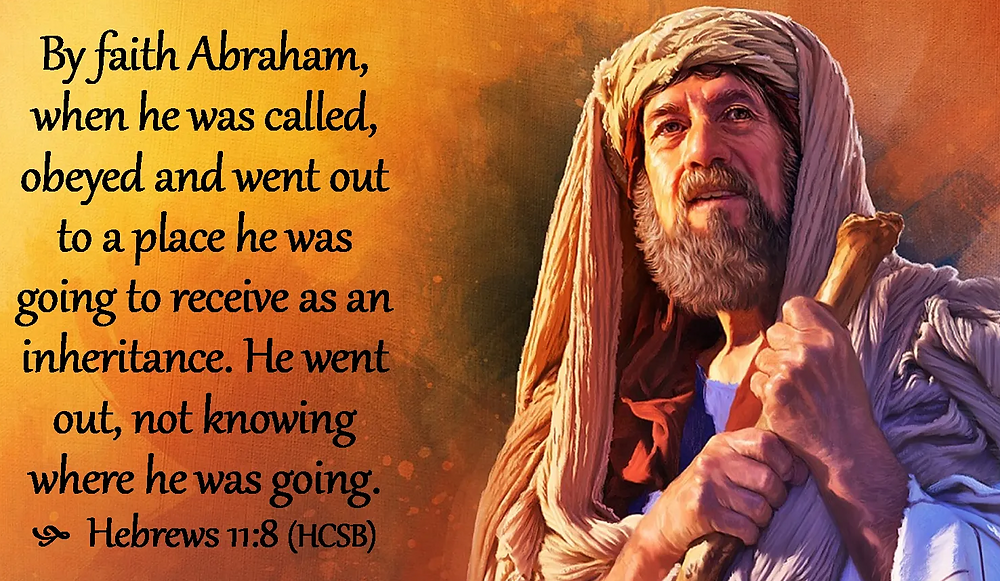 By faith Abraham,
when he was called,
obeyed and went out
to a place he was
going to receive as an
inheritance. He went
out, not knowing
where he was going.
Hebrews 11:8 (HCSB)